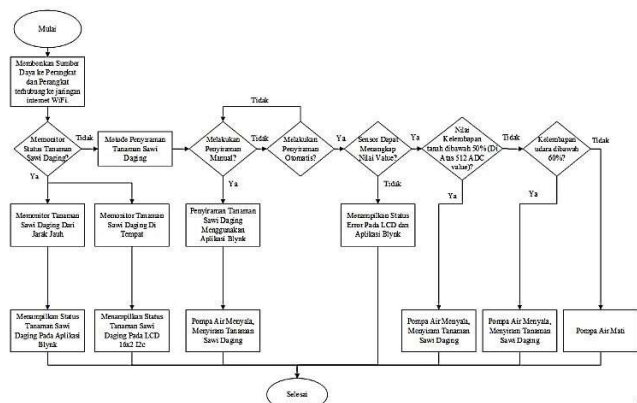 Mulai
Memberikan Sumber
Daya ke Perangkat
dan Perangkat
terhubung ke jaringan
internet WiFi.
Memonitor
Status Tanaman
Sawi Daging?
Tidak
Ya
Metode Penyiraman
Tanaman Sawi
Daging
Tidak
Melakukan
Penyiraman
Manual?
Tidak
Ya
Melakukan
Penyiraman
Otomatis?
Ya
Sensor Dapat
Menangkap
Nilai Value?
Ya
Tidak
Nilai
Kelembapan
tanah dibawah 50% (Di
Atas 512 ADC
value)?
Tidak
Ya
Kelembapan
udara dibawah
60%?
Tidak
Ya
Memonitor Tanaman
Sawi Daging Dari
Jarak Jauh
Memonitor Tanaman
Sawi Daging Di
Tempat
Penyiraman Tanaman
Sawi Daging
Menggunakan
Aplikasi Blynk
Menampilkan Status
Error Pada LCD dan
Aplikasi Blynk
Menampilkan Status
Tanaman Sawi
Daging Pada Aplikasi
Blynk
Menampilkan Status
Tanaman Sawi
Daging Pada LCD
16x2 I2c
Pompa Air Menyala,
Menyiram Tanaman
Sawi Daging
Pompa Air Menyala,
Menyiram Tanaman
Sawi Daging
Pompa Air Menyala,
Menyiram Tanaman
Sawi Daging
Pompa Air Mati
Selesai